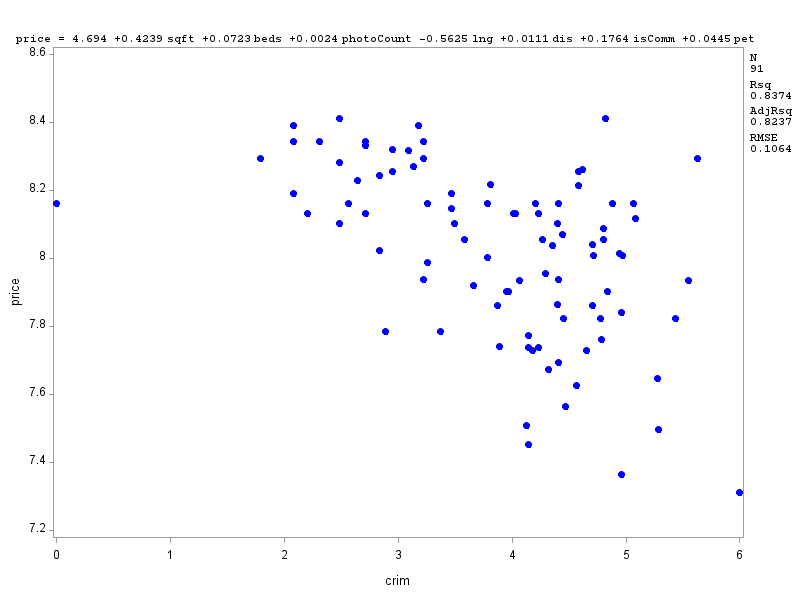 price = 4.694 +0.4239 sqft +0.0723 beds +0.0024 photoCount -0.5625 lng +0.0111 dis +0.1764 isComm +0.0445 pet
N
91
Rsq
0.8374
AdjRsq
0.8237
RMSE
0.1064
8.6
8.4
8.2
8
7.8
7.6
7.4
7.2
price
0 1 2 3 4 5 6
crim